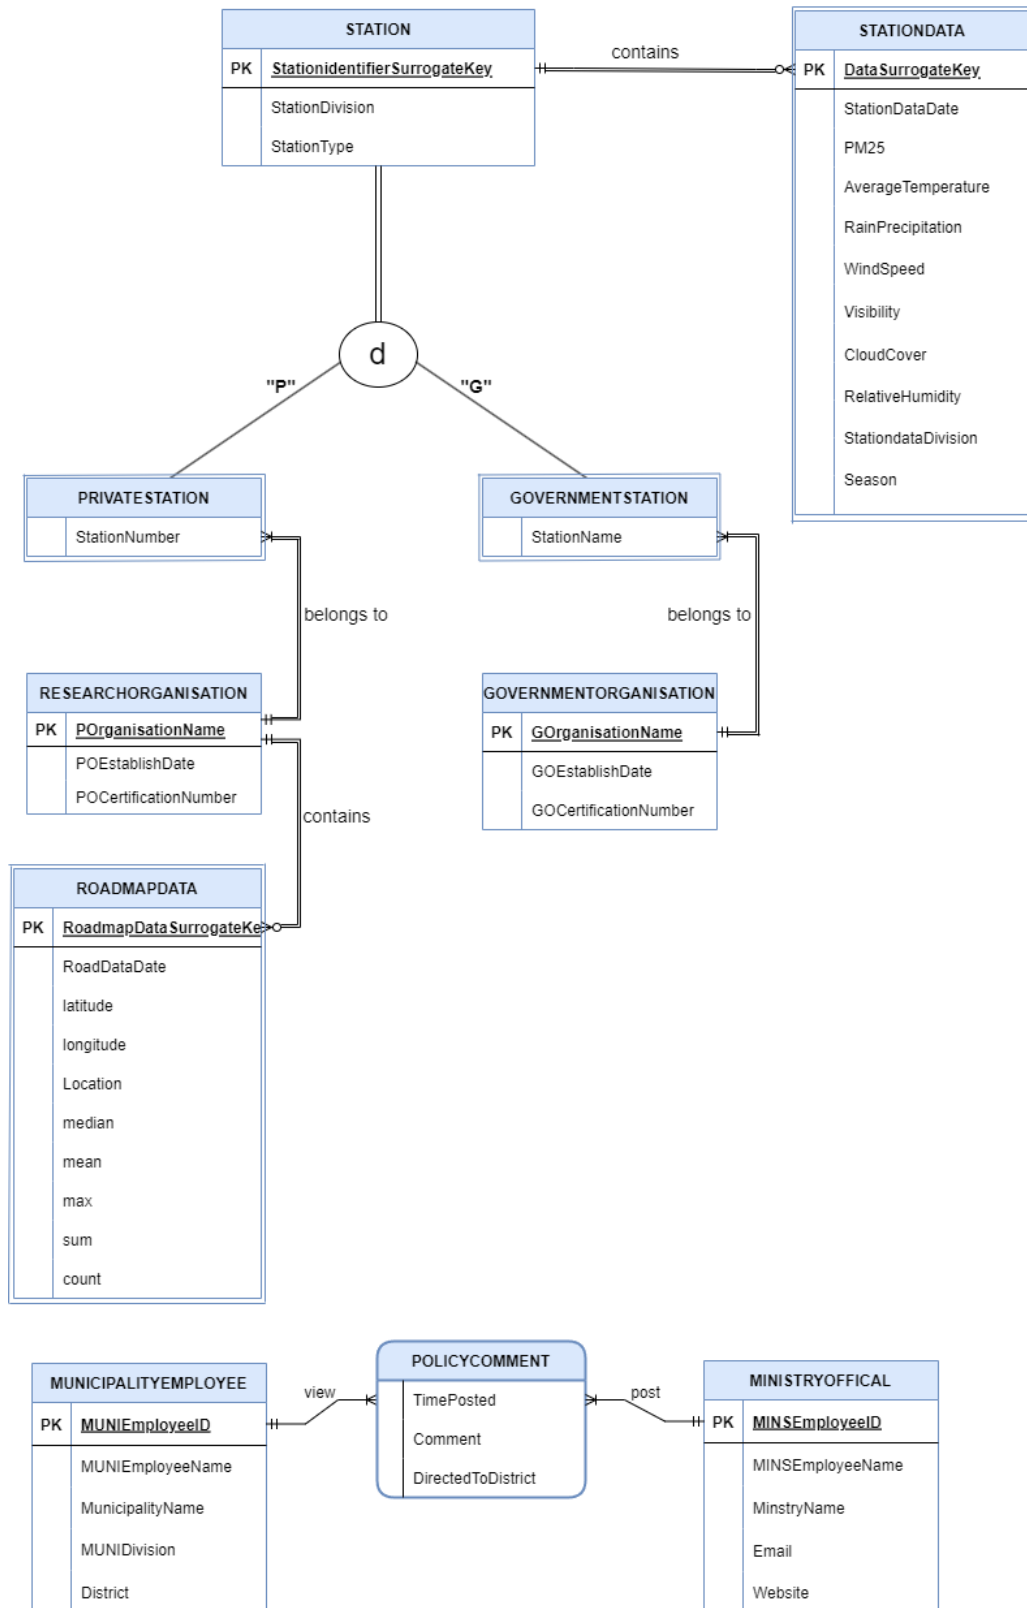 STATION
PK StationidentifierSurrogateKey
StationDivision
StationType
contains
STATIONDATA
PK DataSurrogateKey
StationDataDate
PM25
AverageTemperature
RainPrecipitation
WindSpeed
Visibility
CloudCover
RelativeHumidity
StationdataDivision
Season
d
"P"
"G"
PRIVATESTATION
StationNumber
GOVERNMENTSTATION
StationName
belongs to
belongs to
RESEARCHORGANISATION
PK POrganisationName
POEstablishDate
POCertificationNumber
GOVERNMENTORGANISATION
PK GOrganisationName
GOEstablishDate
GOCertificationNumber
contains
ROADMAPDATA
PK RoadmapDataSurrogateKe
RoadDataDate
latitude
longitude
Location
median
mean
max
sum
count
MUNICIPALITYEMPLOYEE
PK MUNIEmployeeID
MUNIEmployeeName
MunicipalityName
MUNIDivision
District
view
POLICYCOMMENT
TimePosted
Comment
DirectedToDistrict
post
MINISTRYOFFICAL
PK MINSEmployeeID
MINSEmployeeName
MinstryName
Email
Website